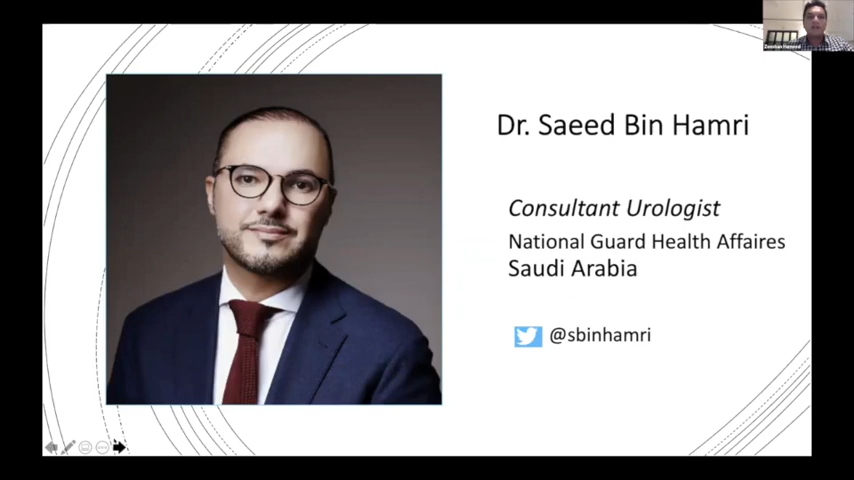 Dr. Saeed Bin Hamri
Consultant Urologist
National Guard Health Affaires
Saudi Arabia
@sbinhamri